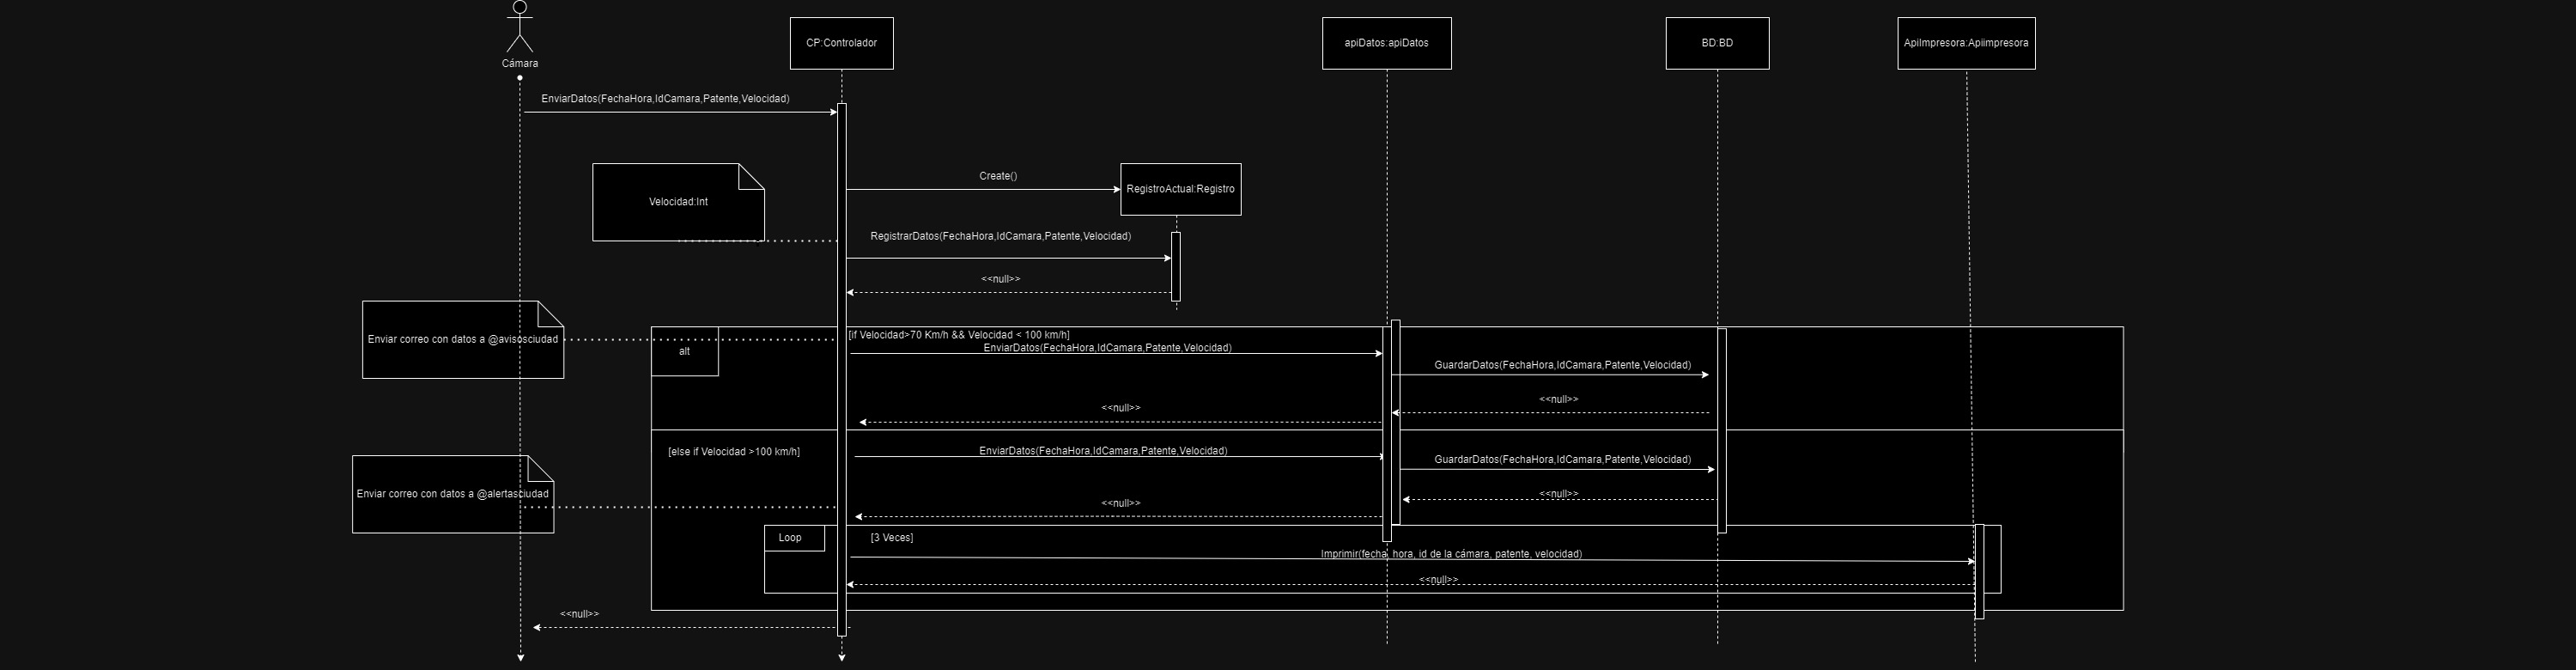 Cámara
CP:Controlador
apiDatos:apiDatos
BD:BD
ApiImpresora:Apiimpresora
EnviarDatos(FechaHora,IdCamara,Patente,Velocidad)
Create()
RegistroActual:Registro
Velocidad:Int
RegistrarDatos(FechaHora,IdCamara,Patente,Velocidad)
<<null>>
Enviar correo con datos a @avisosciudad
alt
[if Velocidad>70 Km/h && Velocidad < 100 km/h]
EnviarDatos(FechaHora,IdCamara,Patente,Velocidad)
GuardarDatos(FechaHora,IdCamara,Patente,Velocidad)
<<null>>
<<null>>
[else if Velocidad >100 km/h]
EnviarDatos(FechaHora,IdCamara,Patente,Velocidad)
GuardarDatos(FechaHora,IdCamara,Patente,Velocidad)
Enviar correo con datos a @alertasciudad
<<null>>
<<null>>
Loop
[3 Veces]
Imprimir(fecha, hora, id de la cámara, patente, velocidad)
<<null>>
<<null>>